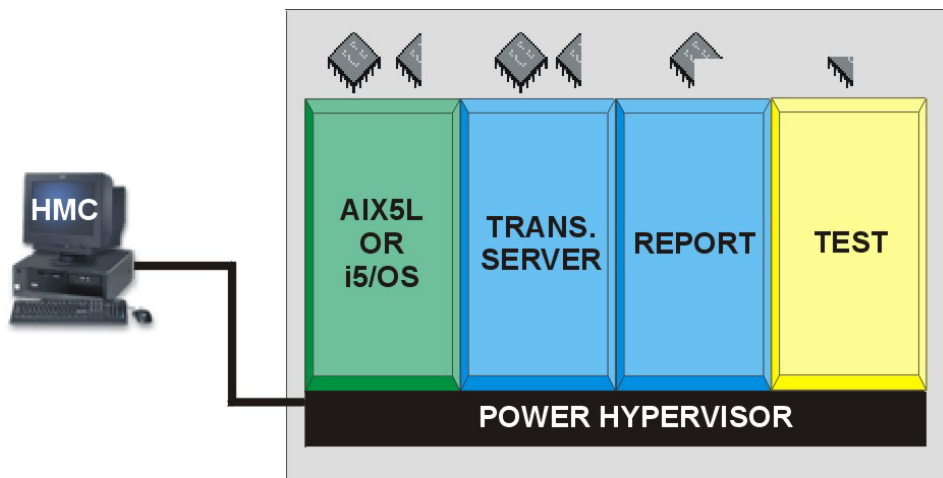 HMC
AIX5L
OR
i5/OS
TRANS.
SERVER
REPORT
TEST
POWER HYPERVISOR